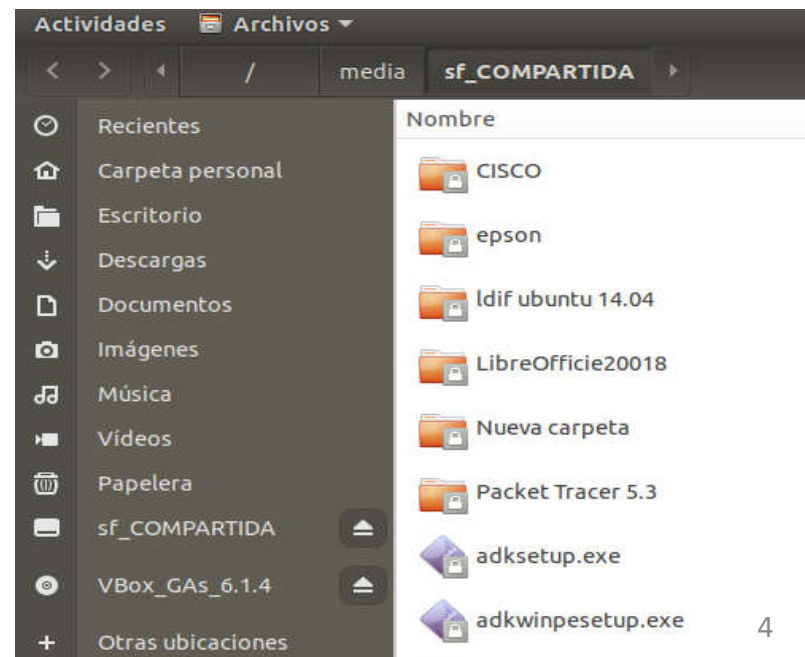 Actividades Archivos
/ media sf_COMPARTIDA
Recientes
Carpeta personal
Escritorio
Descargas
Documentos
Imágenes
Música
Vídeos
Papelera
sf_COMPARTIDA
VBox_GAs_6.1.4
Otras ubicaciones
Nombre
CISCO
epson
ldif ubuntu 14.04
LibreOfficie20018
Nueva carpeta
Packet Tracer 5.3
adksetup.exe
adkwinpesetup.exe
4